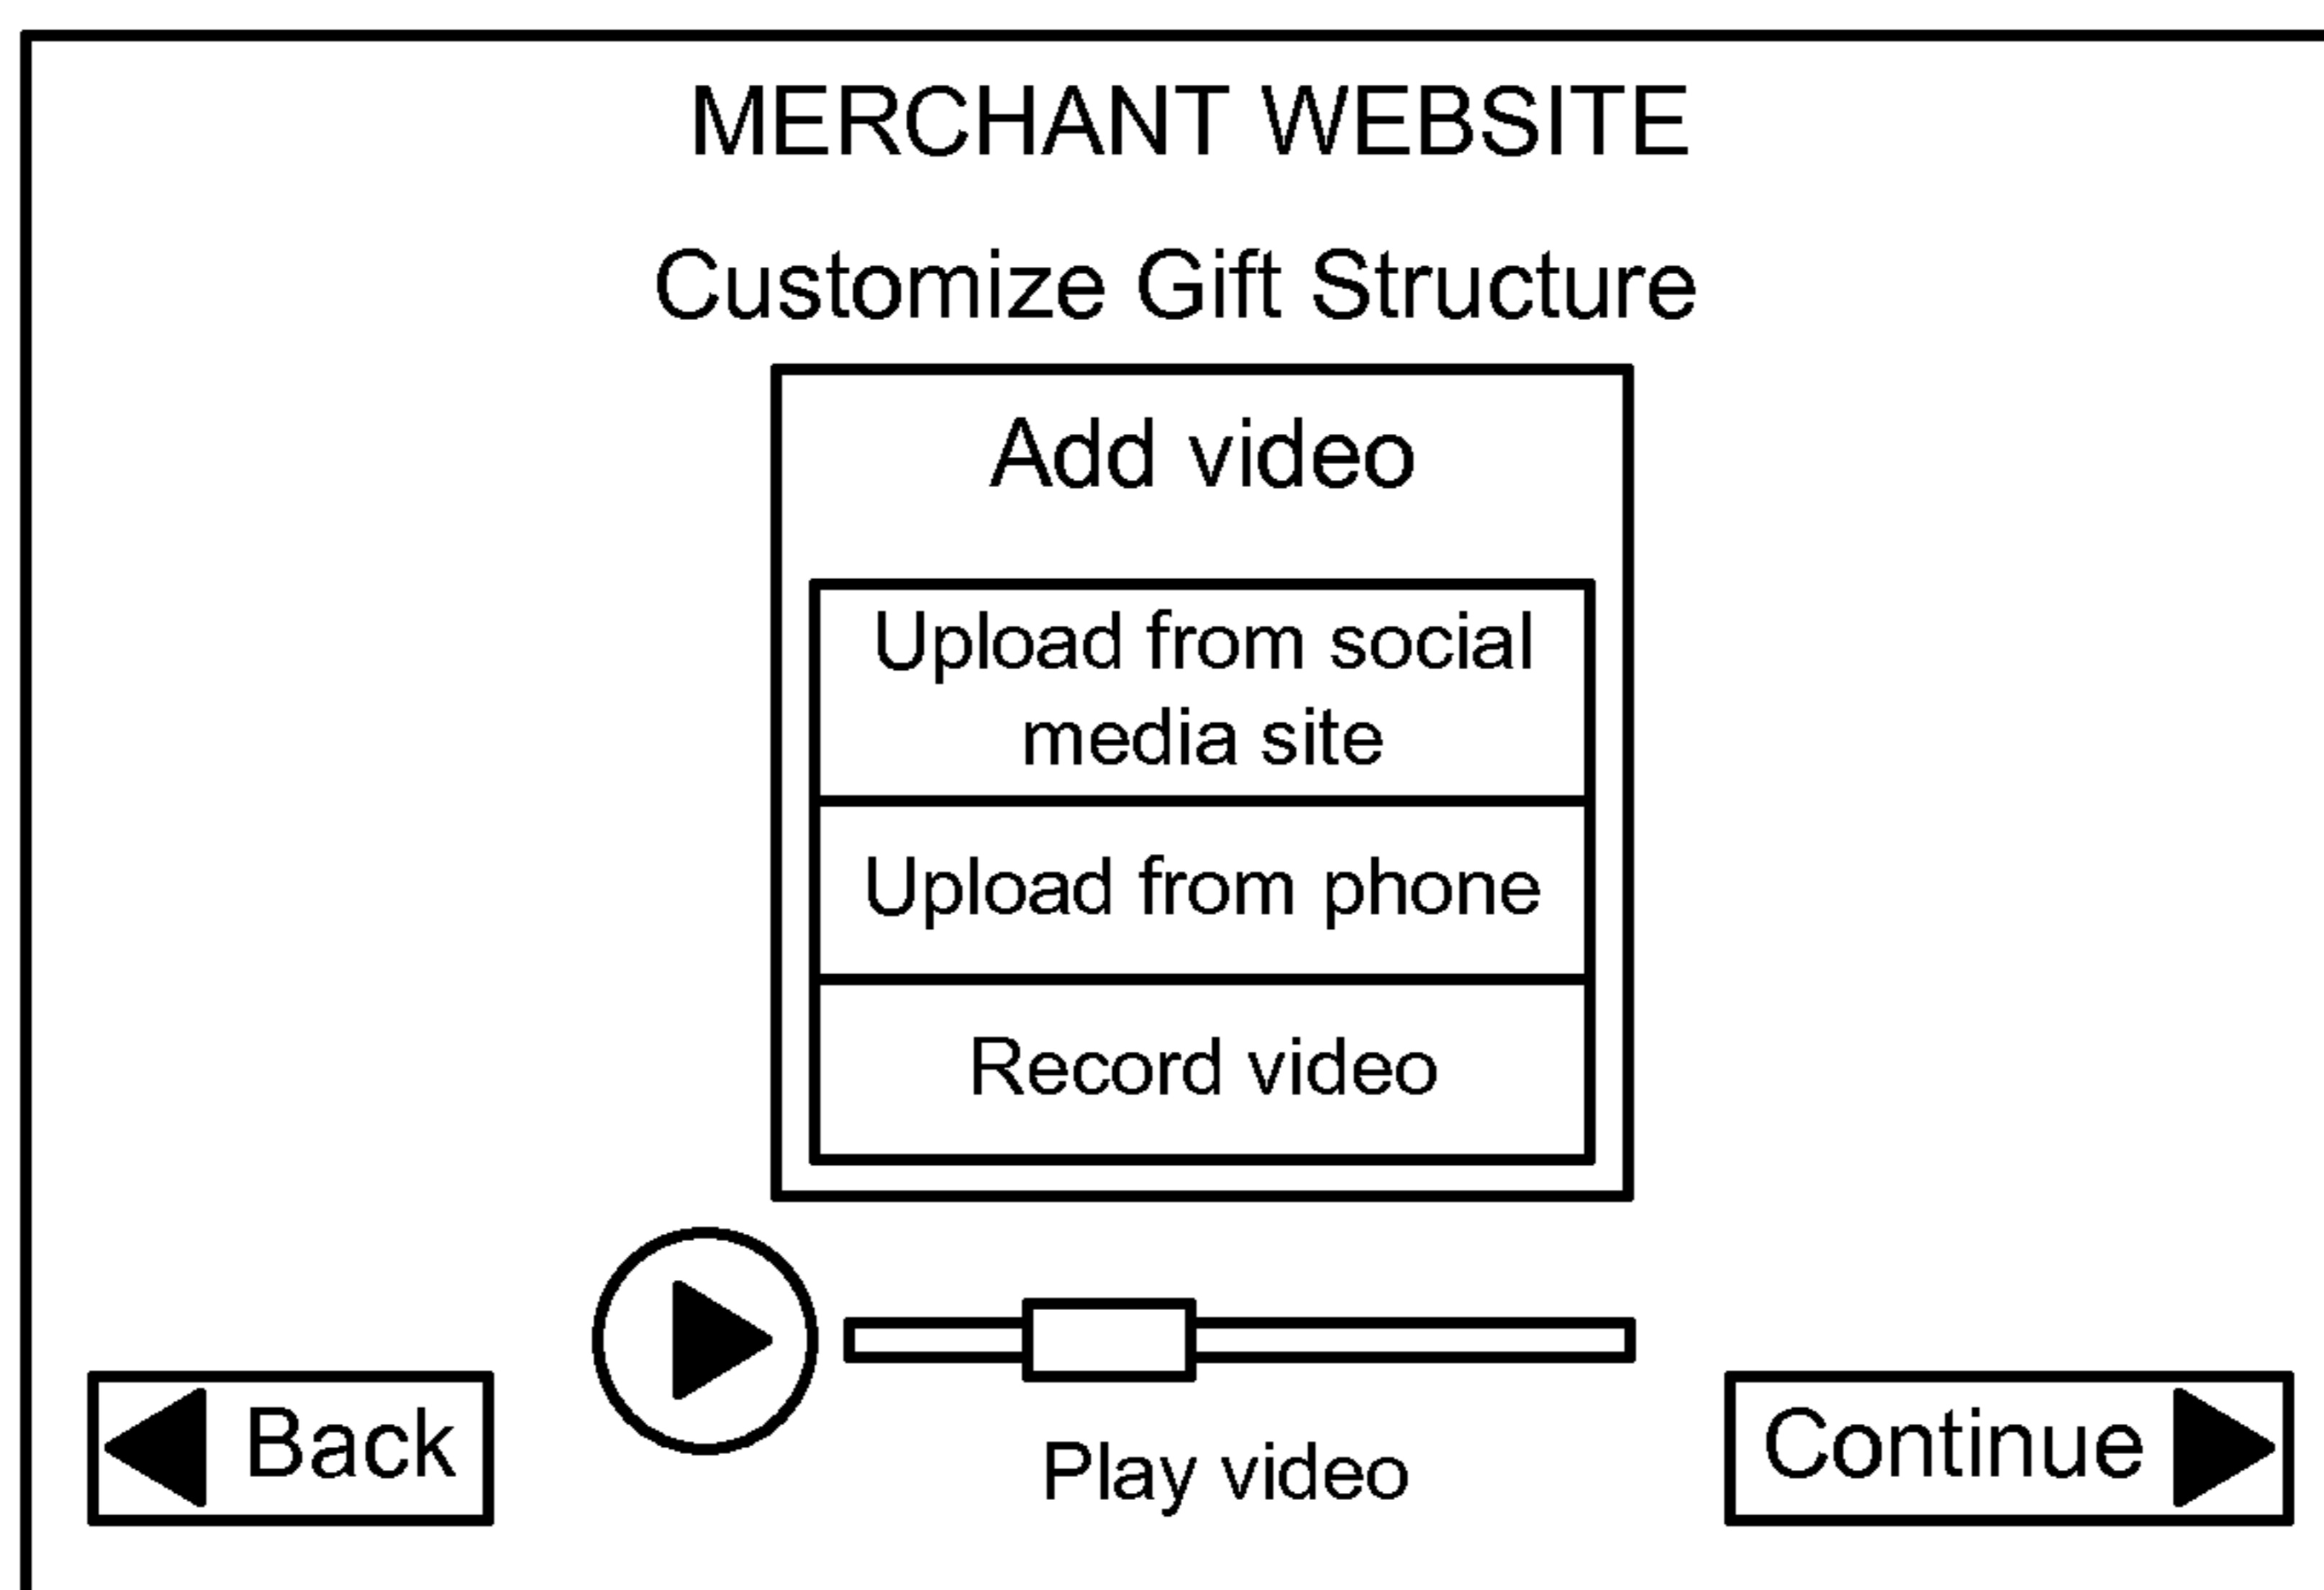 MERCHANT WEBSITE
Customize Gift Structure
Add video
Upload from social
media site
Upload from phone
Record video
Back
Play video
Continue